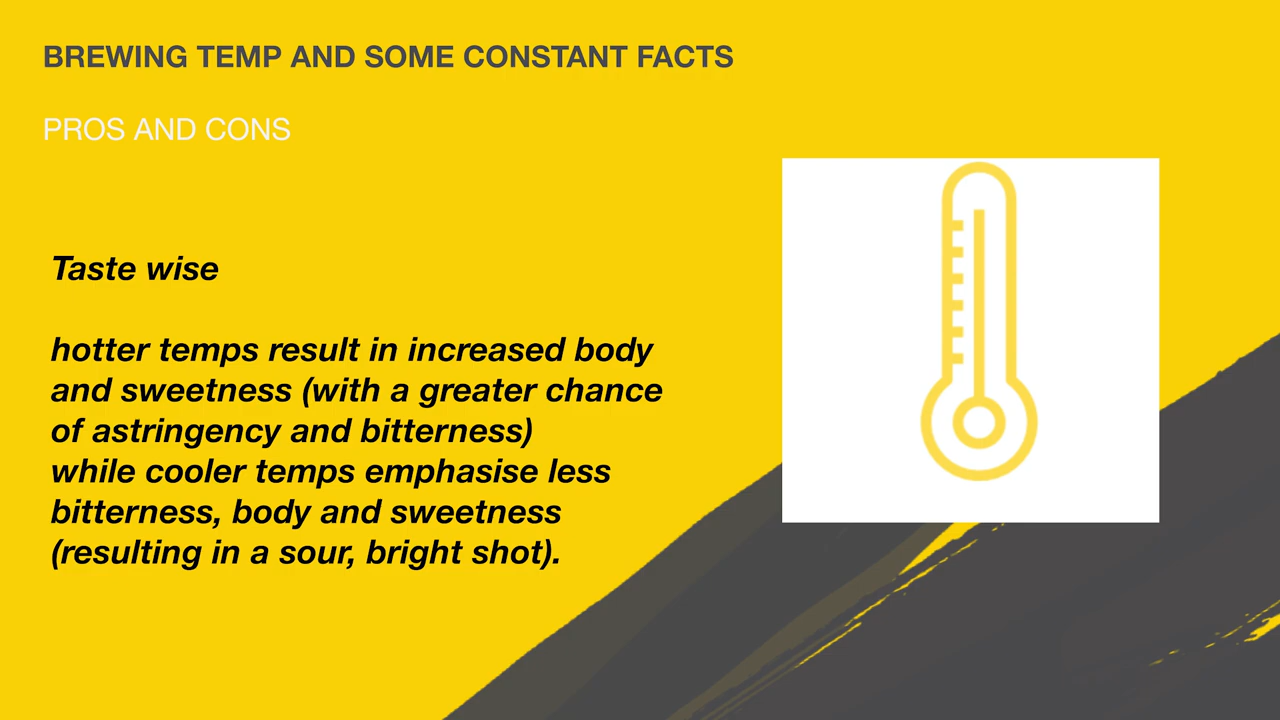 BREWING TEMP AND SOME CONSTANT FACTS
PROS AND CONS
Taste wise
hotter temps result in increased body
and sweetness (with a greater chance
of astringency and bitterness)
while cooler temps emphasise less
bitterness, body and sweetness
(resulting in a sour, bright shot).